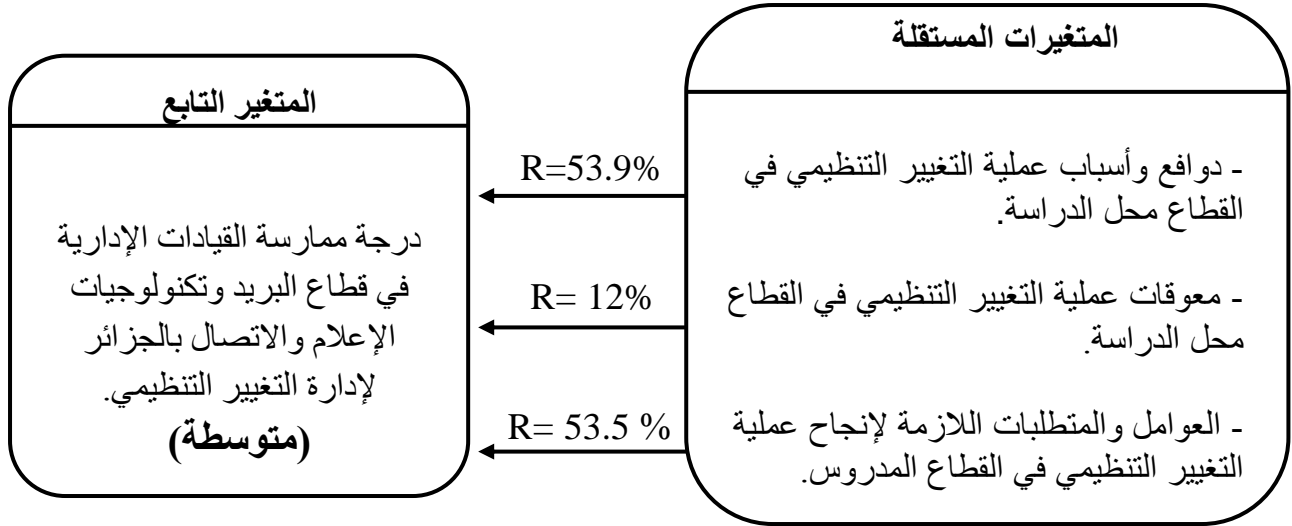 المتغيرات المستقلة
- دوافع وأسباب عملية التغيير التنظيمي في
القطاع محل الدراسة.
- معوقات عملية التغيير التنظيمي في القطاع
محل الدراسة.
- العوامل والمتطلبات اللازمة لإنجاح عملية
التغيير التنظيمي في القطاع المدروس.
R=53.9%
R= 12%
R= 53.5 %
المتغير التابع
درجة ممارسة القيادات الإدارية
في قطاع البريد وتكنولوجيات
الإعلام والاتصال بالجزائر
لإدارة التغيير التنظيمي.
(متوسطة)